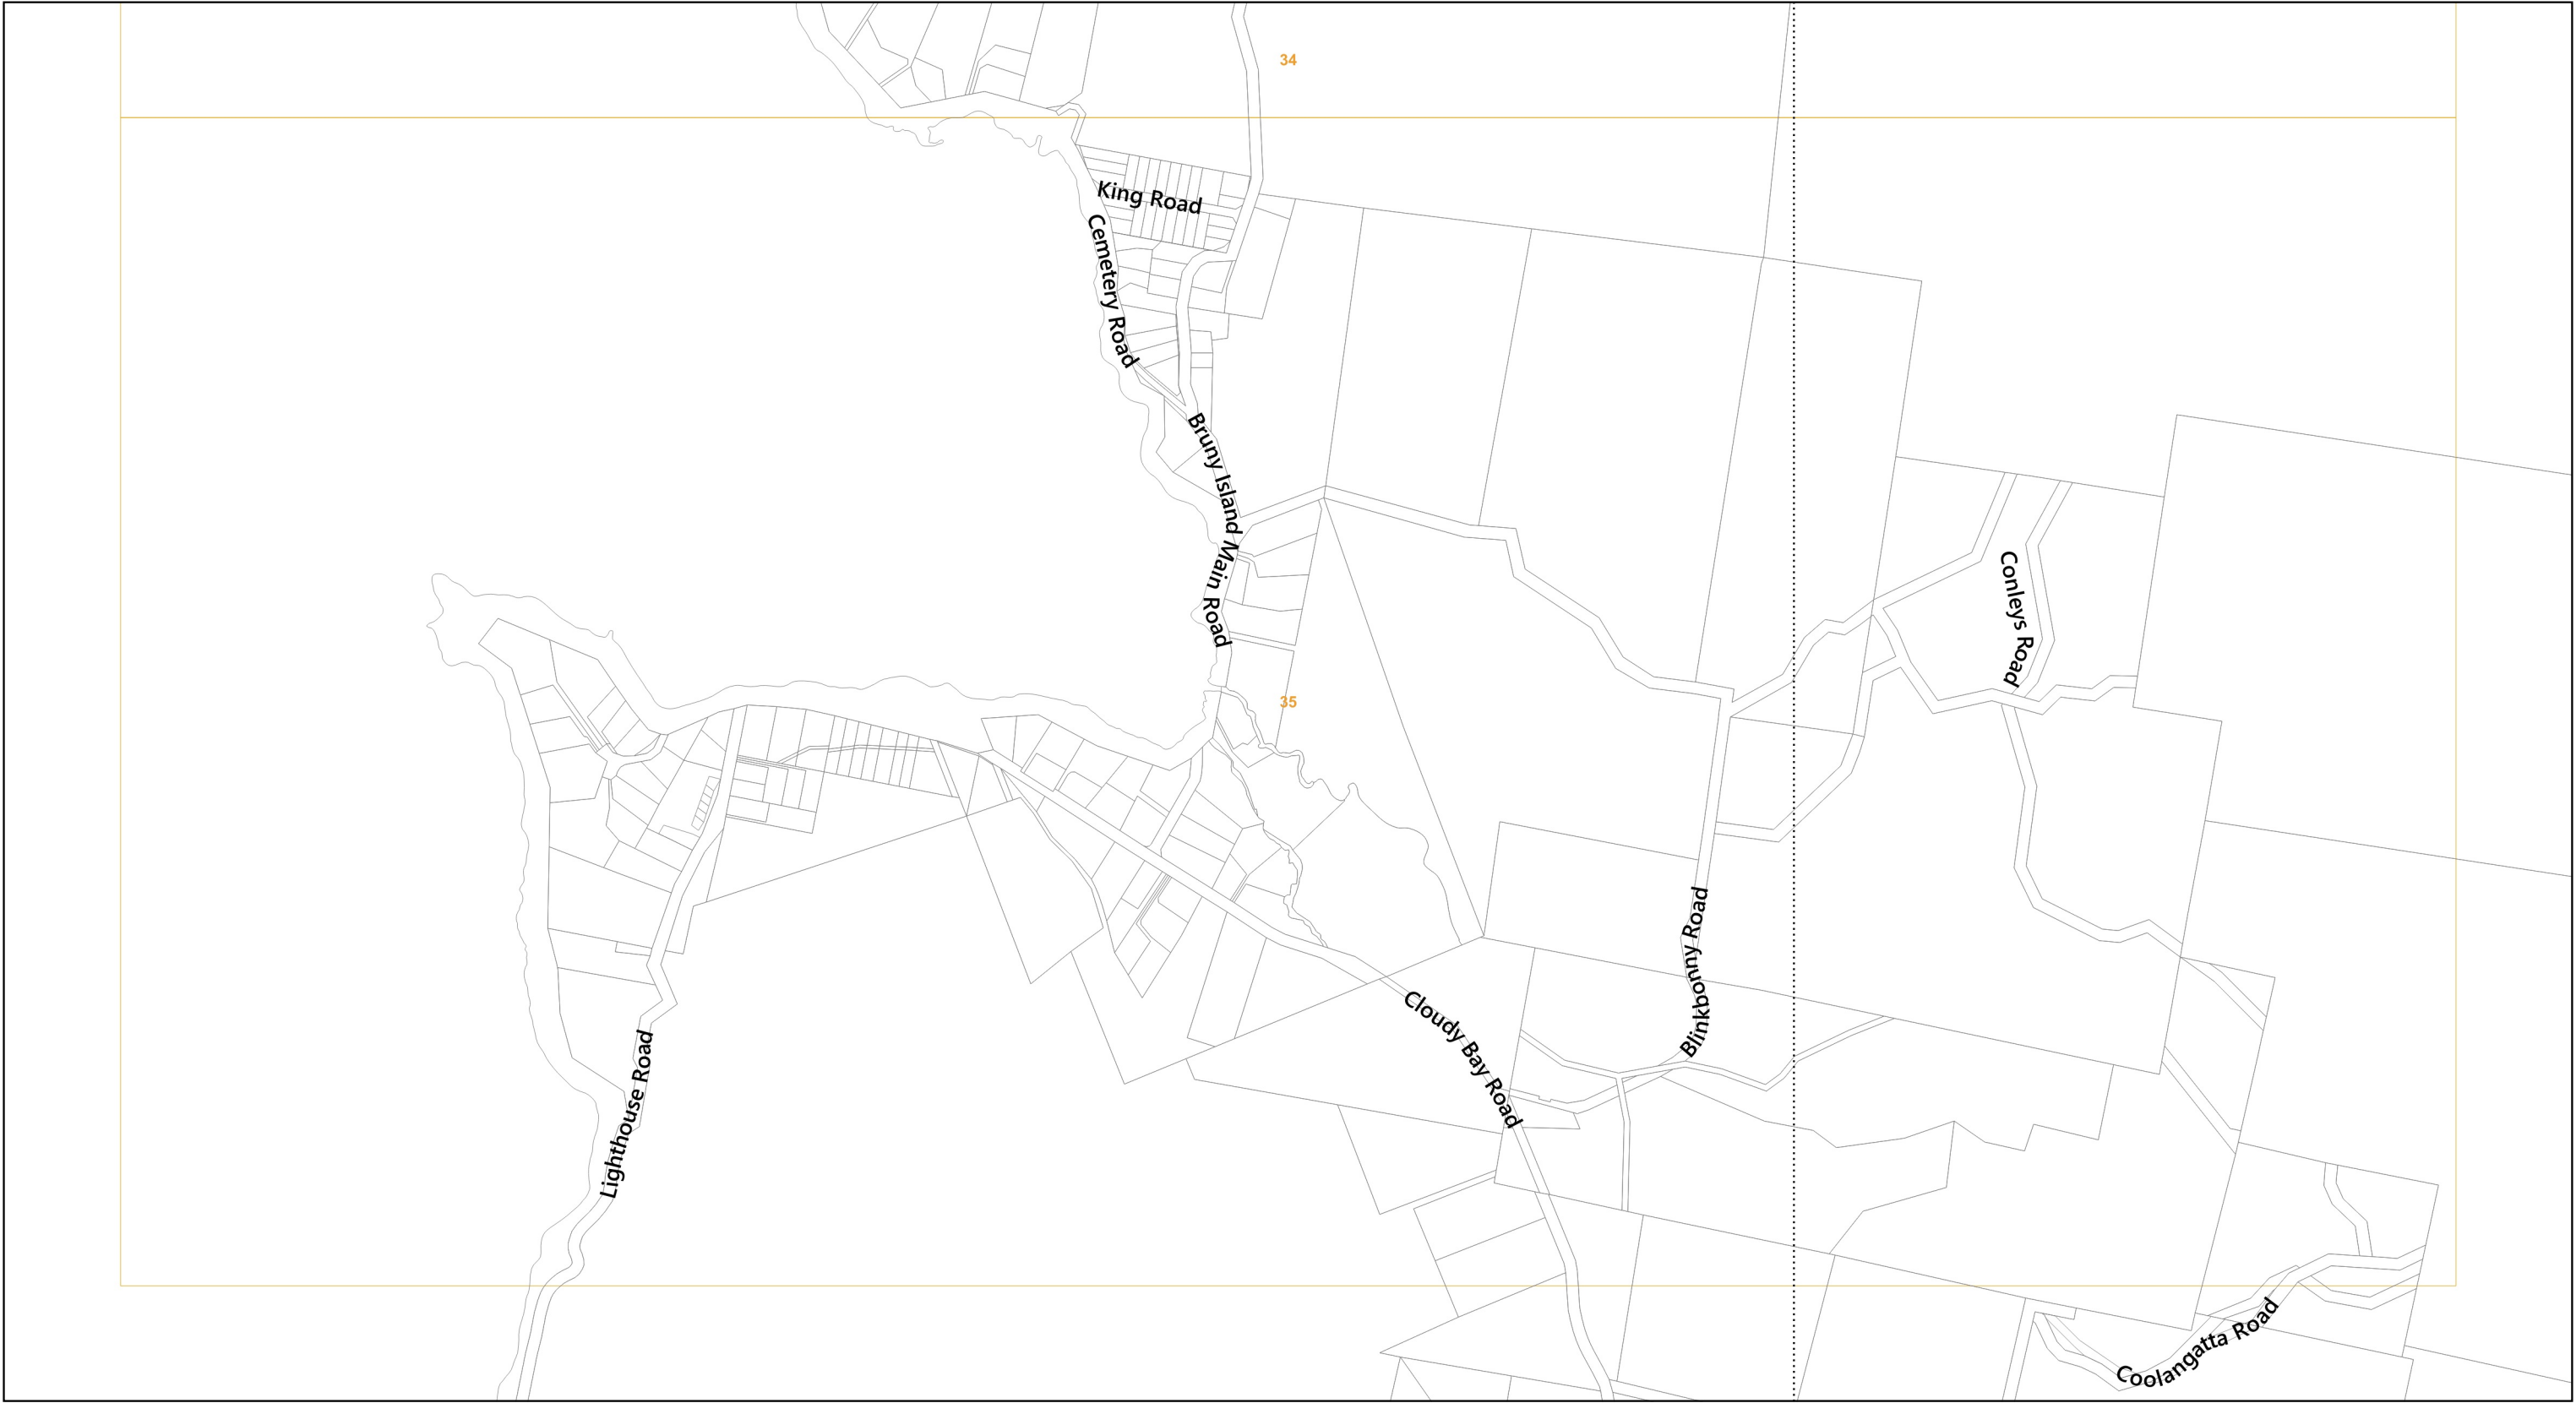 34
King Road
Cemetery Road
Bruny Island Main Road
Conleys Road
35
Blinkbonny Road
Cloudy Bay Road
Lighthouse Road
Coolangatta Road